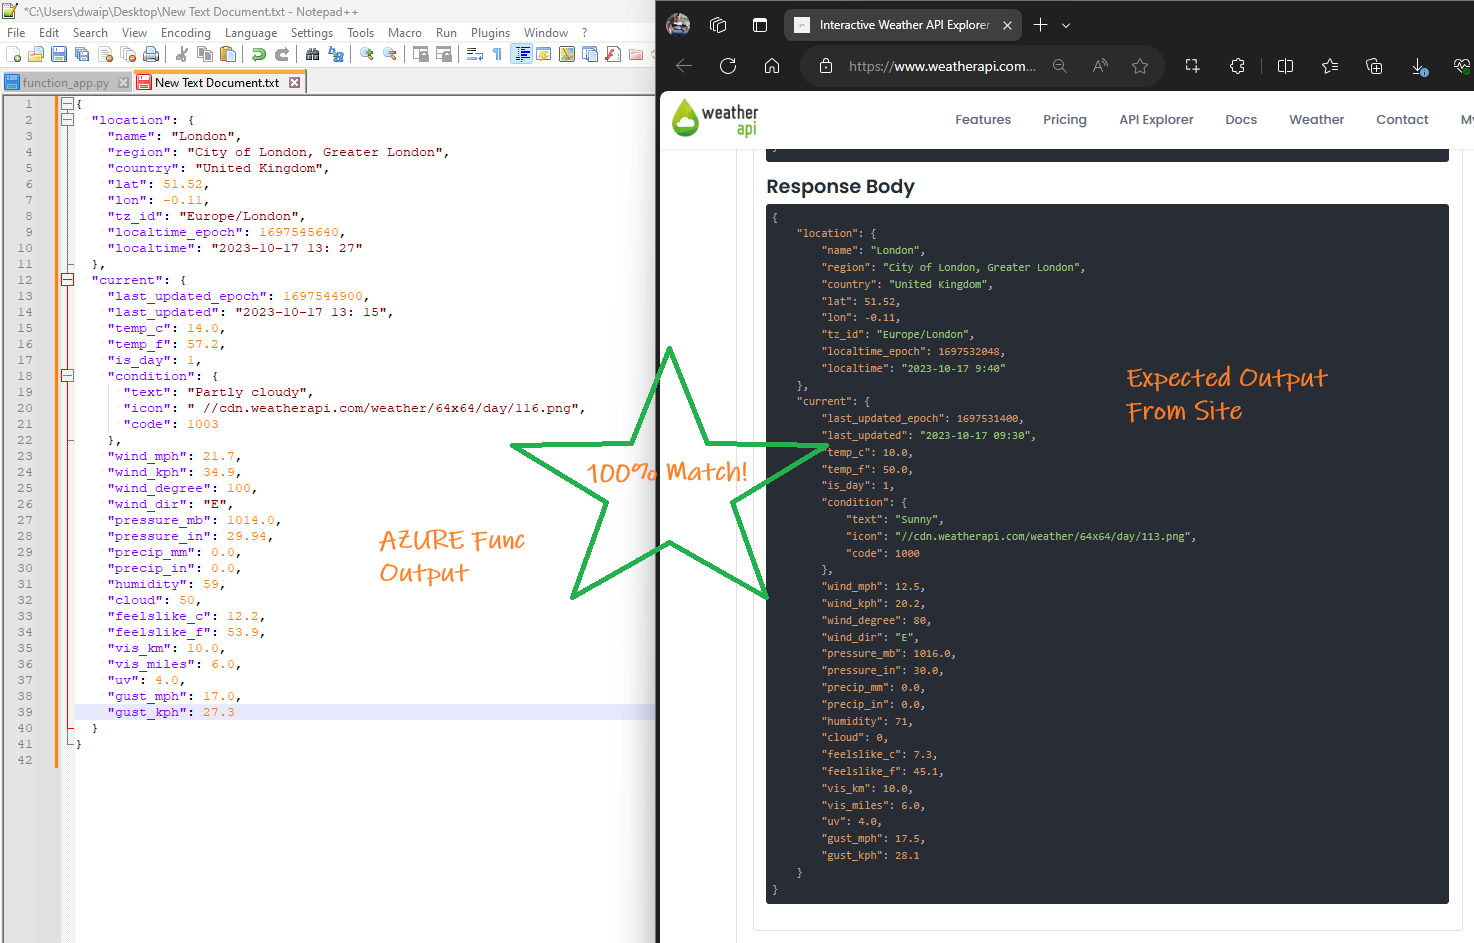 *C:\Users\dwaip\Desktop\New Text Document.txt - Notepad++
File Edit Search View Encoding Language Settings Tools Macro Run Plugins Window ?
function_app.py New Text Document.txt
1 {
2 "location": {
3 "name": "London",
4 "region": "City of London, Greater London",
5 "country": "United Kingdom",
6 "lat": 51.52,
7 "lon": -0.11,
8 "tz_id": "Europe/London",
9 "localtime_epoch": 1697545640,
10 "localtime": "2023-10-17 13: 27"
11 },
12 "current": {
13 "last_updated_epoch": 1697544900,
14 "last_updated": "2023-10-17 13: 15",
15 "temp_c": 14.0,
16 "temp_f": 57.2,
17 "is_day": 1,
18 "condition": {
19 "text": "Partly cloudy",
20 "icon": " //cdn.weatherapi.com/weather/64x64/day/116.png",
21 "code": 1003
22 },
23 "wind_mph": 21.7,
24 "wind_kph": 34.9,
25 "wind_degree": 100,
26 "wind_dir": "E",
27 "pressure_mb": 1014.0,
28 "pressure_in": 29.94,
29 "precip_mm": 0.0,
30 "precip_in": 0.0,
31 "humidity": 59,
32 "cloud": 50,
33 "feelslike_c": 12.2,
34 "feelslike_f": 53.9,
35 "vis_km": 10.0,
36 "vis_miles": 6.0,
37 "uv": 4.0,
38 "gust_mph": 17.0,
39 "gust_kph": 27.3
40 }
41 }
42
AZURE Func
Output
100% Match!
Interactive Weather API Explorer
https://www.weatherapi.com...
weather
api
Features Pricing API Explorer Docs Weather Contact My
}
Response Body
{
"location": {
"name": "London",
"region": "City of London, Greater London",
"country": "United Kingdom",
"lat": 51.52,
"lon": -0.11,
"tz_id": "Europe/London",
"localtime_epoch": 1697532048,
"localtime": "2023-10-17 9:40"
},
"current": {
"last_updated_epoch": 1697531400,
"last_updated": "2023-10-17 09:30",
"temp_c": 10.0,
"temp_f": 50.0,
"is_day": 1,
"condition": {
"text": "Sunny",
"icon": "//cdn.weatherapi.com/weather/64x64/day/113.png",
"code": 1000
},
"wind_mph": 12.5,
"wind_kph": 20.2,
"wind_degree": 80,
"wind_dir": "E",
"pressure_mb": 1016.0,
"pressure_in": 30.0,
"precip_mm": 0.0,
"precip_in": 0.0,
"humidity": 71,
"cloud": 0,
"feelslike_c": 7.3,
"feelslike_f": 45.1,
"vis_km": 10.0,
"vis_miles": 6.0,
"uv": 4.0,
"gust_mph": 17.5,
"gust_kph": 28.1
}
}
Expected Output
From Site